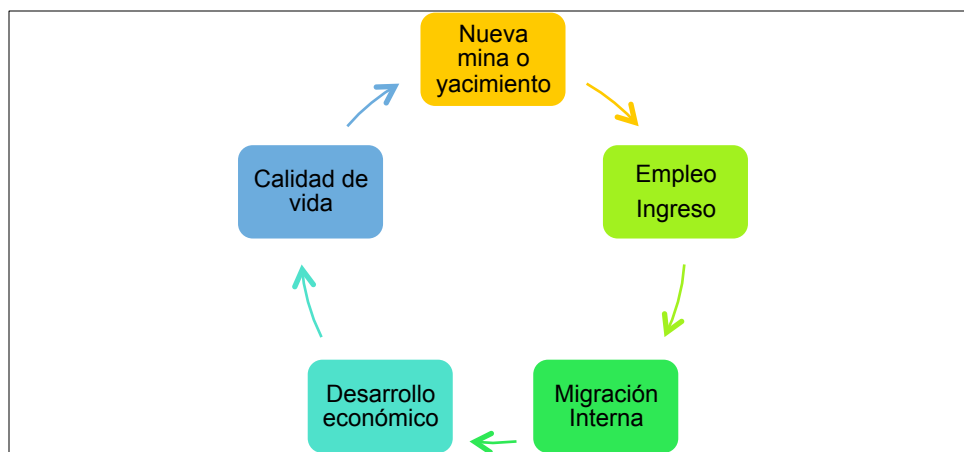 Nueva
mina o
yacimiento
Empleo
Ingreso
Migración
Interna
Desarrollo
económico
Calidad de
vida